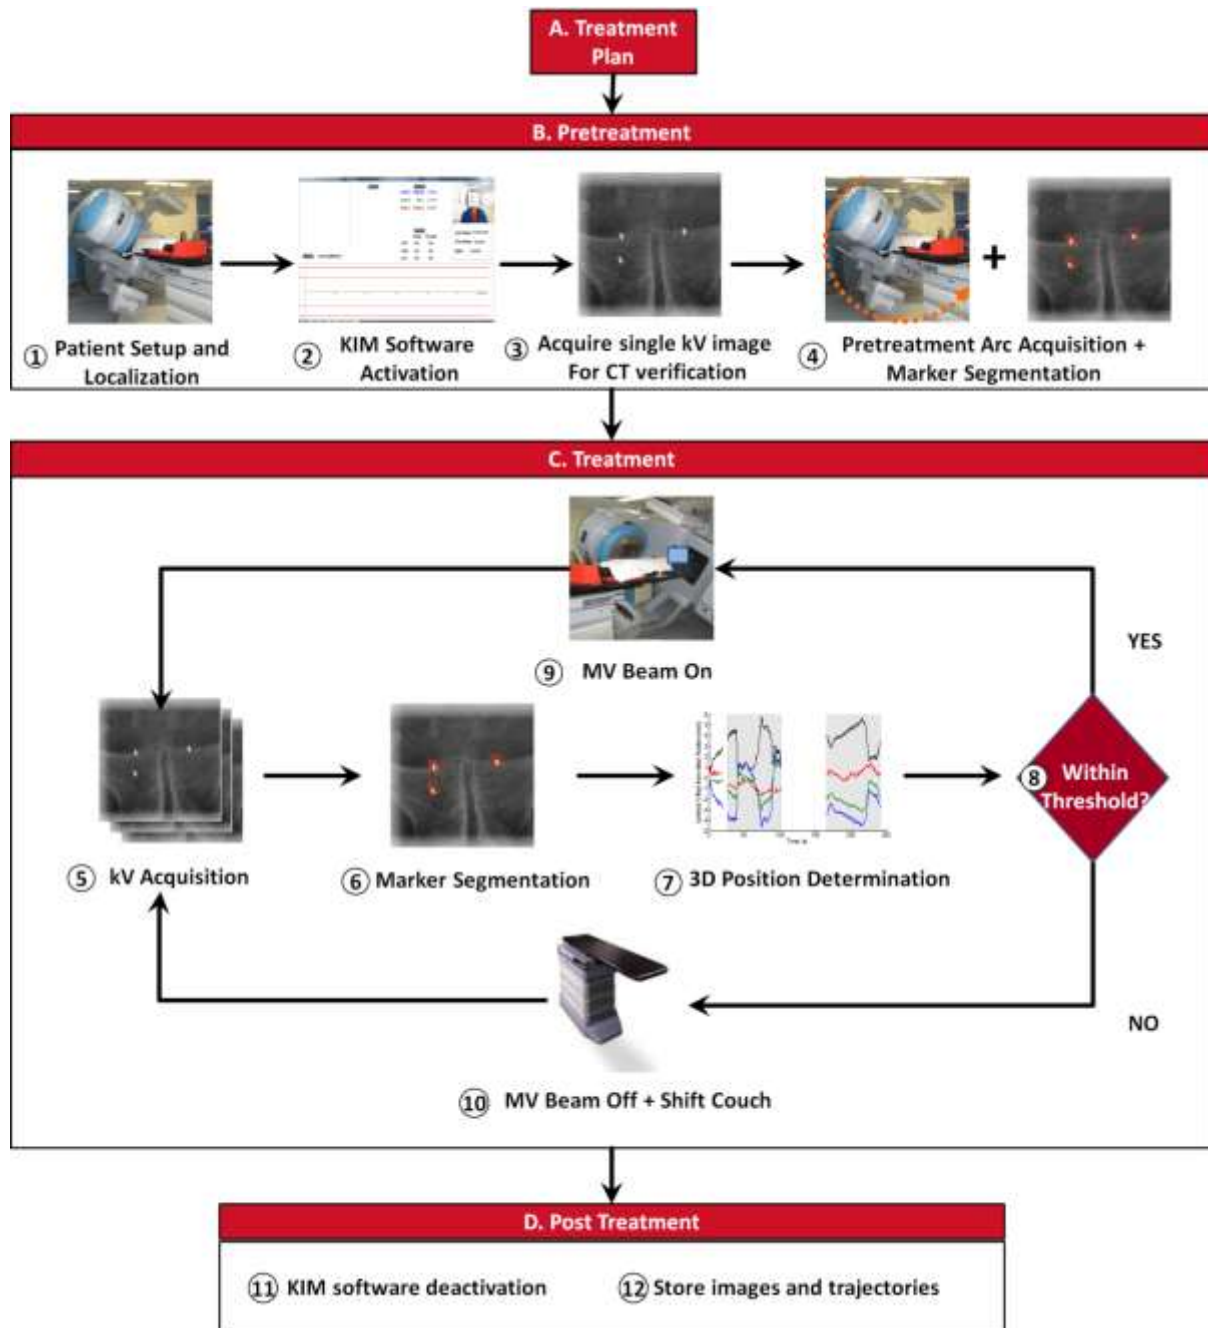 A. Treatment
Plan
B. Pretreatment
① Patient Setup and
Localization
② KIM Software
Activation
③ Acquire single kV image
For CT verification
+
④ Pretreatment Arc Acquisition +
Marker Segmentation
C. Treatment
⑨ MV Beam On
YES
⑤ kV Acquisition
⑥ Marker Segmentation
⑦ 3D Position Determination
⑧ Within
Threshold?
NO
⑩ MV Beam Off + Shift Couch
D. Post Treatment
⑪ KIM software deactivation
⑫ Store images and trajectories